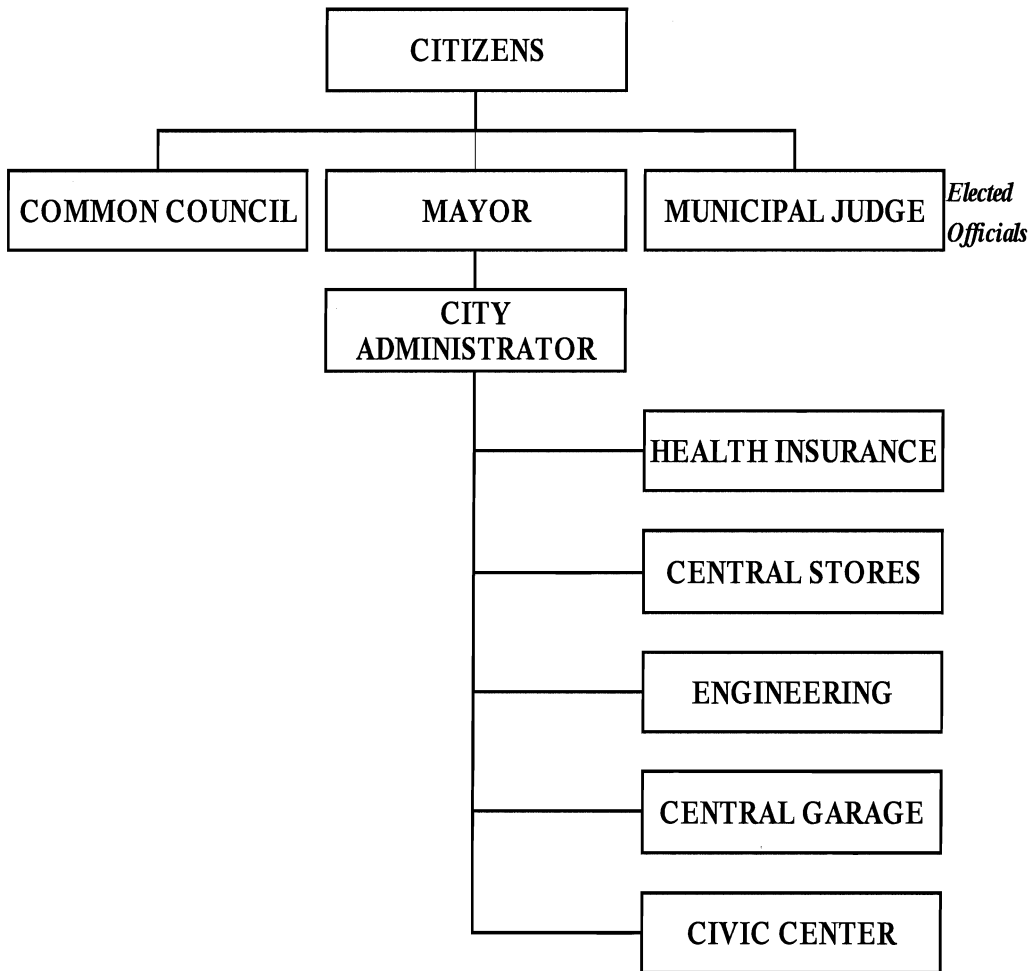 CITIZENS
COMMON COUNCIL
MAYOR
MUNICIPAL JUDGE
Elected
Officials
CITY
ADMINISTRATOR
HEALTH INSURANCE
CENTRAL STORES
ENGINEERING
CENTRAL GARAGE
CIVIC CENTER